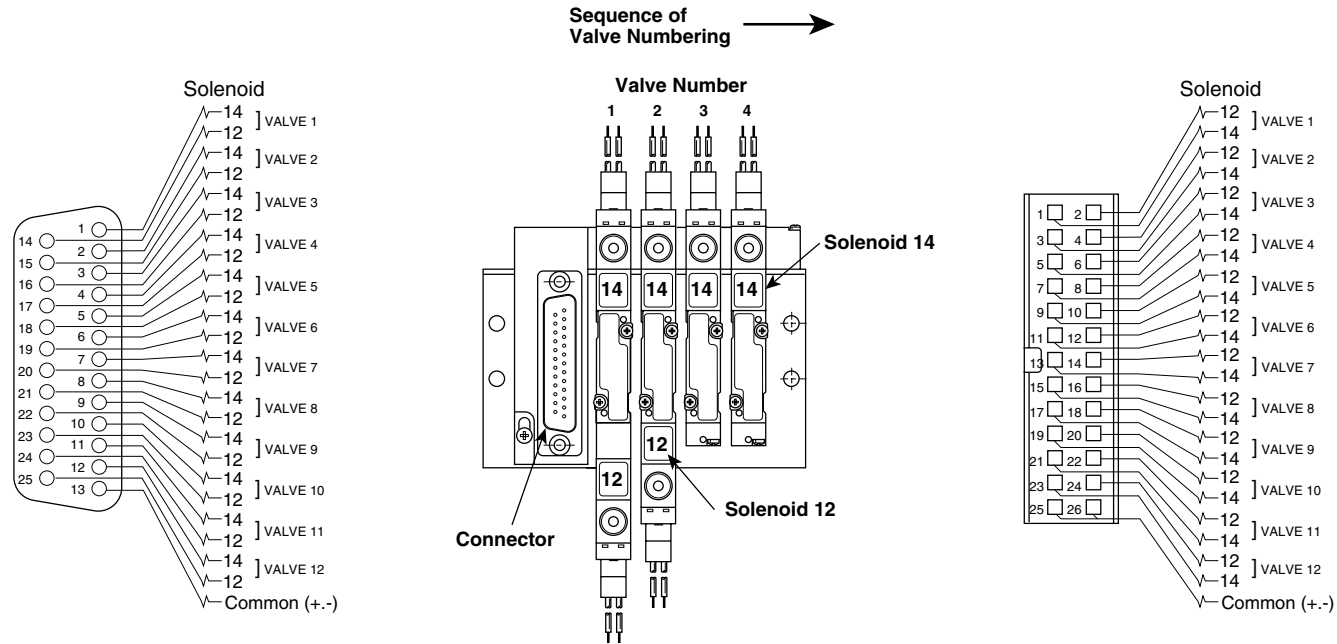 Sequence of
Valve Numbering
Solenoid
14
12
VALVE 1
14
12
VALVE 2
14
12
VALVE 3
14
12
VALVE 4
14
12
VALVE 5
14
12
VALVE 6
14
12
VALVE 7
14
12
VALVE 8
14
12
VALVE 9
14
12
VALVE 10
14
12
VALVE 11
14
12
VALVE 12
Common (+.-)
1
14
2
15
3
16
4
17
5
18
6
19
7
20
8
21
9
22
10
23
11
24
12
25
13
Valve Number
1 2 3 4
Solenoid 14
14 14 14 14
12
12
Solenoid 12
Connector
Solenoid
12
14
VALVE 1
12
14
VALVE 2
12
14
VALVE 3
12
14
VALVE 4
12
14
VALVE 5
12
14
VALVE 6
12
14
VALVE 7
12
14
VALVE 8
12
14
VALVE 9
12
14
VALVE 10
12
14
VALVE 11
12
14
VALVE 12
Common (+.-)
1 2
3 4
5 6
7 8
9 10
11 12
13 14
15 16
17 18
19 20
21 22
23 24
25 26